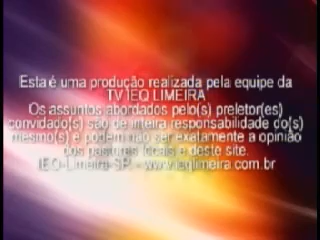 Esta é uma produção realizada pela equipe da
TV IEQ LIMEIRA
Os assuntos abordados pelo(s) preletor(es)
convidado(s) são de inteira responsabilidade do(s)
mesmo(s) e podem não ser exatamente a opinião
dos pastores locais e deste site.
IEQ-Limeira-SP - www.ieqlimeira.com.br